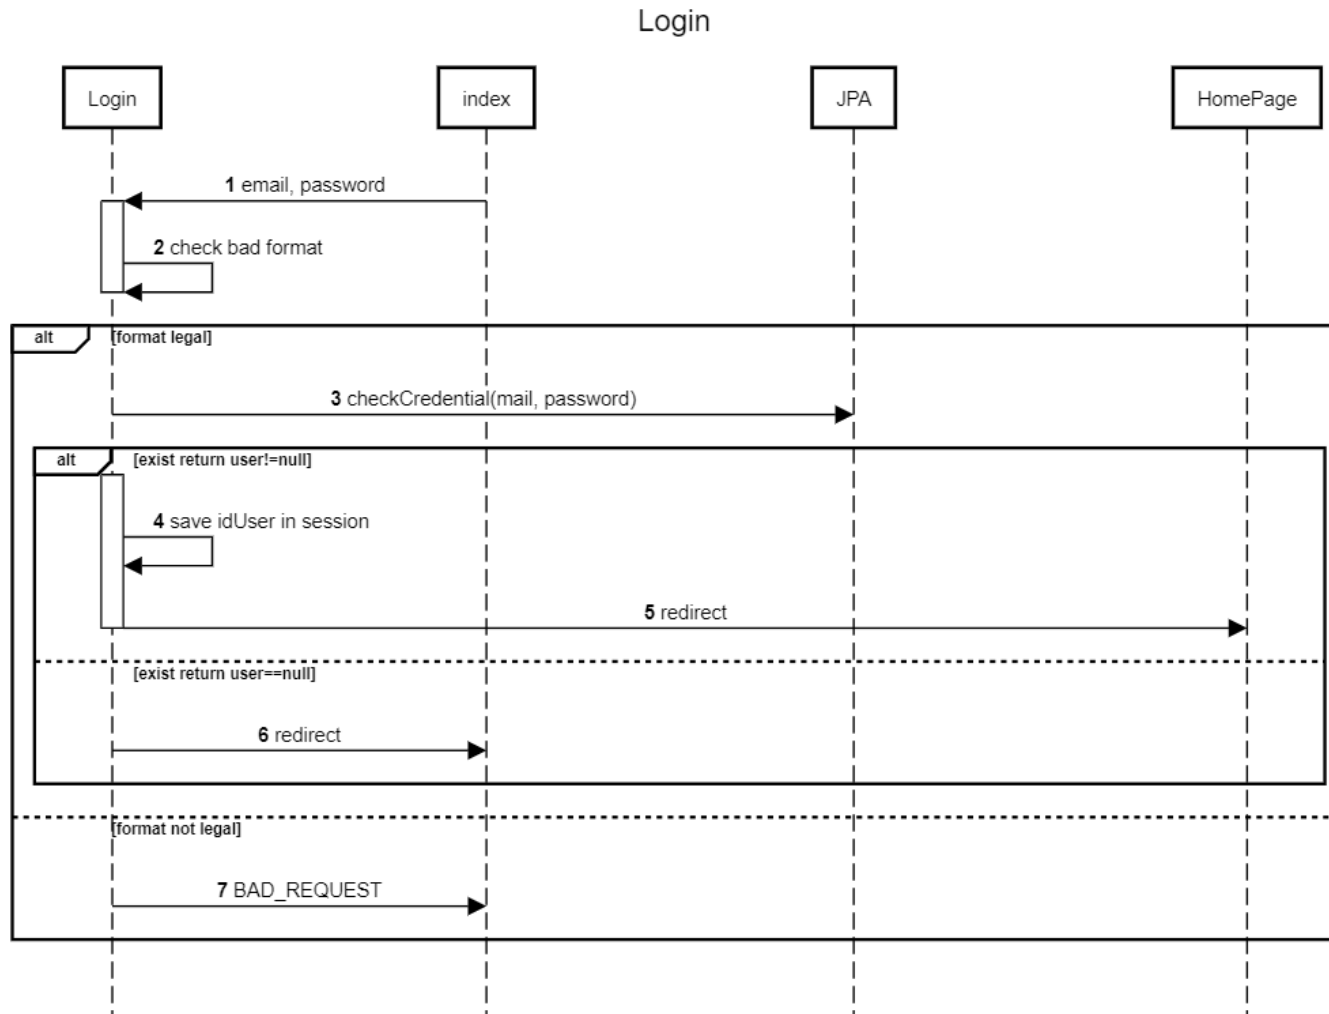 Login
Login
index
JPA
HomePage
1 email, password
2 check bad format
alt
[format legal]
3 checkCredential(mail, password)
alt
[exist return user!=null]
4 save idUser in session
5 redirect
[exist return user==null]
6 redirect
[format not legal]
7 BAD_REQUEST